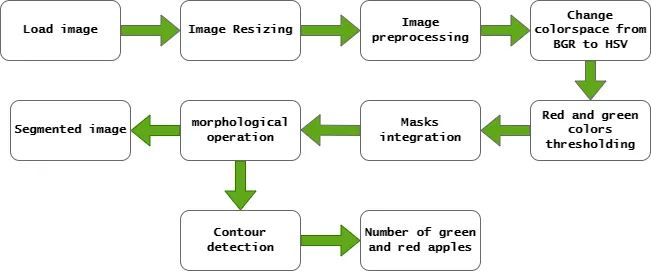 Load image
Image Resizing
Image
preprocessing
Change
colorspace from
BGR to HSV
Red and green
colors
thresholding
Masks
integration
morphological
operation
Segmented image
Contour
detection
Number of green
and red apples